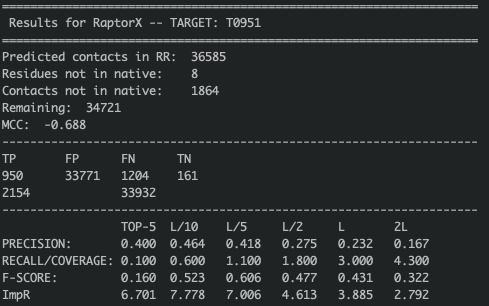 ================================================================
 Results for RaptorX -- TARGET: T0951
================================================================
Predicted contacts in RR:  36585
Residues not in native:    8
Contacts not in native:    1864
Remaining:  34721
MCC:  -0.688
----------------------------------------------------------------
TP        FP      FN      TN
950       33771   1204    161
2154              33932
----------------------------------------------------------------
                 TOP-5  L/10   L/5    L/2    L      2L
PRECISION:       0.400  0.464  0.418  0.275  0.232  0.167
RECALL/COVERAGE: 0.100  0.600  1.100  1.800  3.000  4.300
F-SCORE:         0.160  0.523  0.606  0.477  0.431  0.322
ImpR             6.701  7.778  7.006  4.613  3.885  2.792